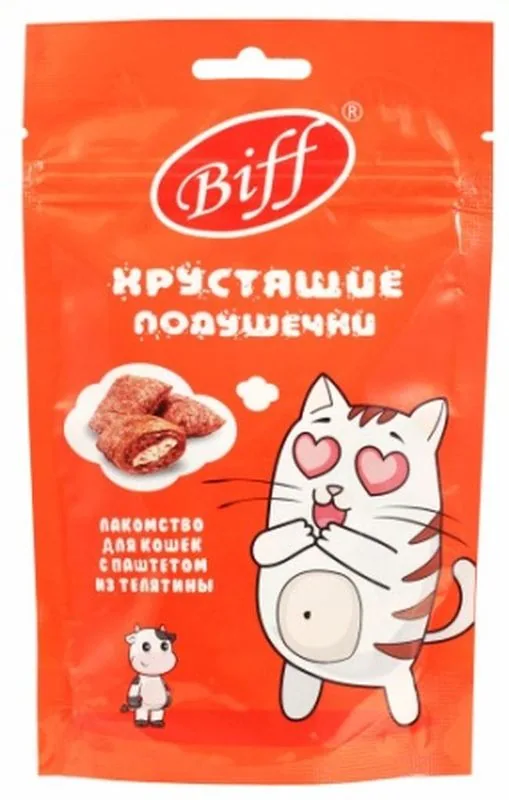 Biff®
ХРУСТЯЩИЕ
ПОДУШЕЧКИ
ЛАКОМСТВО
ДЛЯ КОШЕК
С ПАШТЕТОМ
ИЗ ТЕЛЯТИНЫ